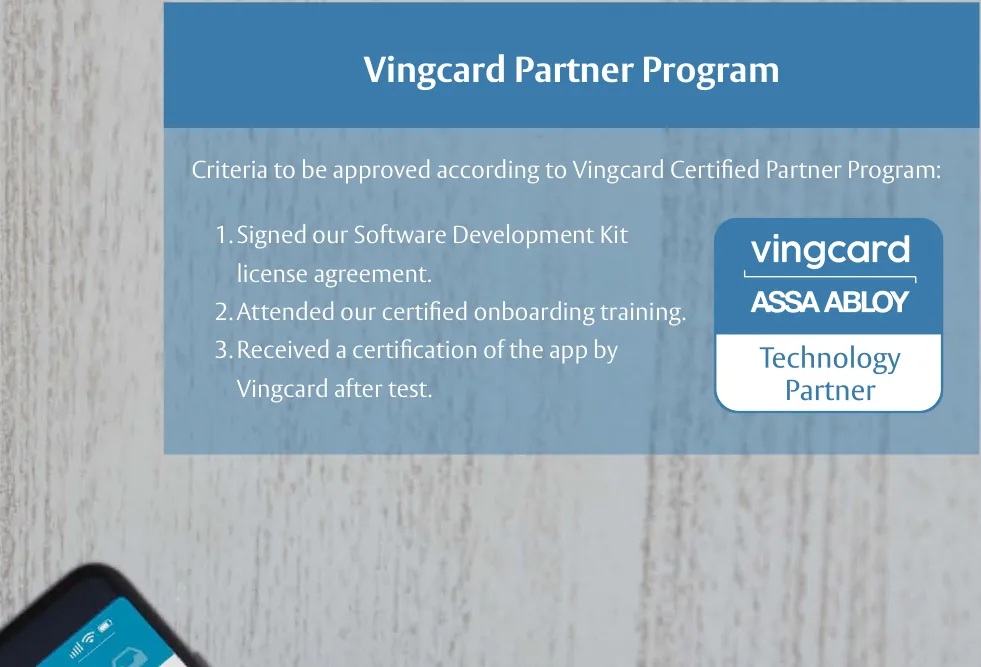 Vingcard Partner Program
Criteria to be approved according to Vingcard Certified Partner Program:
1. Signed our Software Development Kit
license agreement.
2. Attended our certified onboarding training.
3. Received a certification of the app by
Vingcard after test.
vingcard
ASSA ABLOY
Technology
Partner